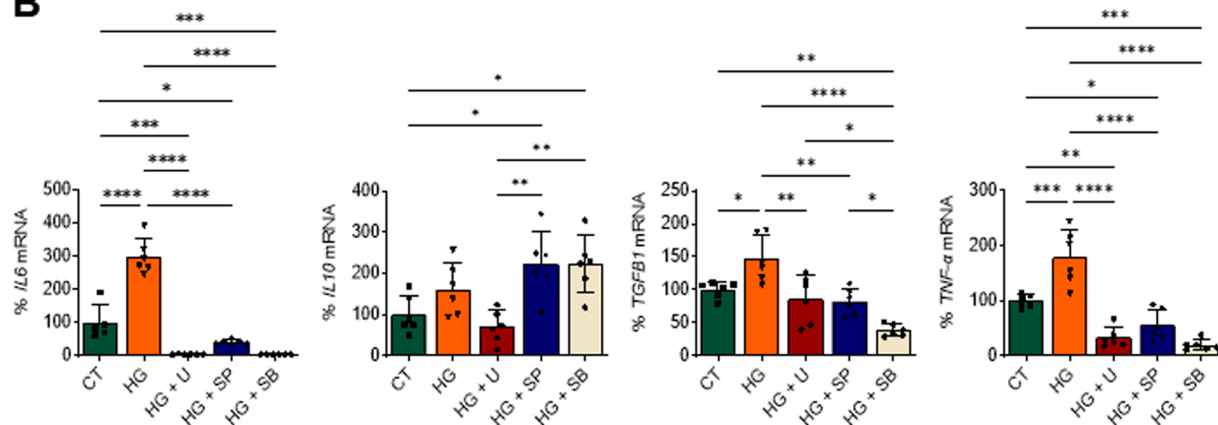 B
***
****
*
***
****
**** ****
% IL6 mRNA
500
400
300
200
100
0
CT
HG
HG + U
HG + SP
HG + SB
*
*
**
**
% IL10 mRNA
400
300
200
100
0
CT
HG
HG + U
HG + SP
HG + SB
**
****
*
**
* ** *
% TGFB1 mRNA
250
200
150
100
50
0
CT
HG
HG + U
HG + SP
HG + SB
***
****
*
****
**
*** ****
% TNF-α mRNA
300
200
100
0
CT
HG
HG + U
HG + SP
HG + SB